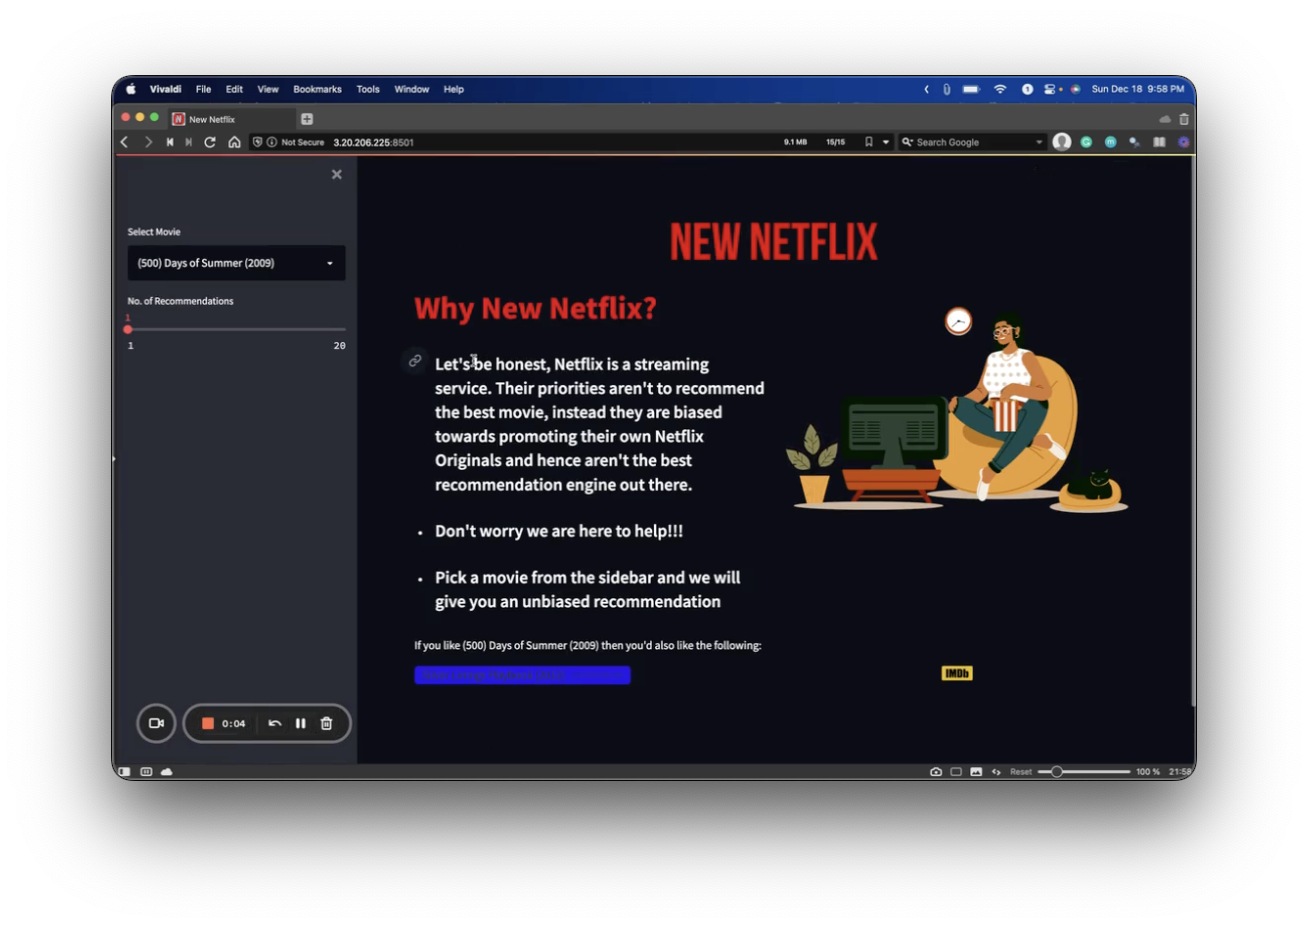 Vivaldi File Edit View Bookmarks Tools Window Help
Sun Dec 18 9:58 PM
New Netflix
Not Secure 3.20.206.225:8501
9.1 MB 15/15
Search Google
Select Movie
(500) Days of Summer (2009)
No. of Recommendations
1
1 20
NEW NETFLIX
Why New Netflix?
Let's be honest, Netflix is a streaming
service. Their priorities aren't to recommend
the best movie, instead they are biased
towards promoting their own Netflix
Originals and hence aren't the best
recommendation engine out there.
• Don't worry we are here to help!!!
• Pick a movie from the sidebar and we will
give you an unbiased recommendation
If you like (500) Days of Summer (2009) then you'd also like the following:
IMDb
0:04
Reset 100 % 21:58